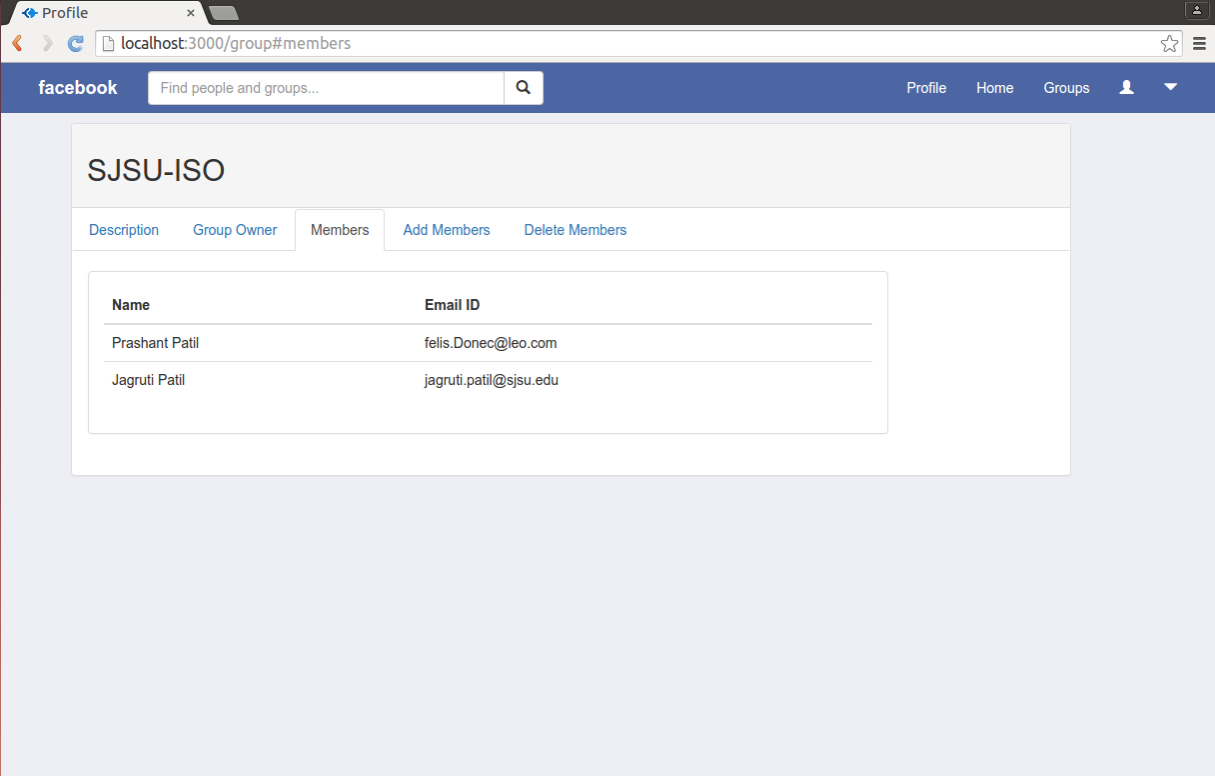 Profile
localhost:3000/group#members
facebook Find people and groups... Profile Home Groups
SJSU-ISO
Description Group Owner Members Add Members Delete Members
Name Email ID
Prashant Patil felis.Donec@leo.com
Jagruti Patil jagruti.patil@sjsu.edu